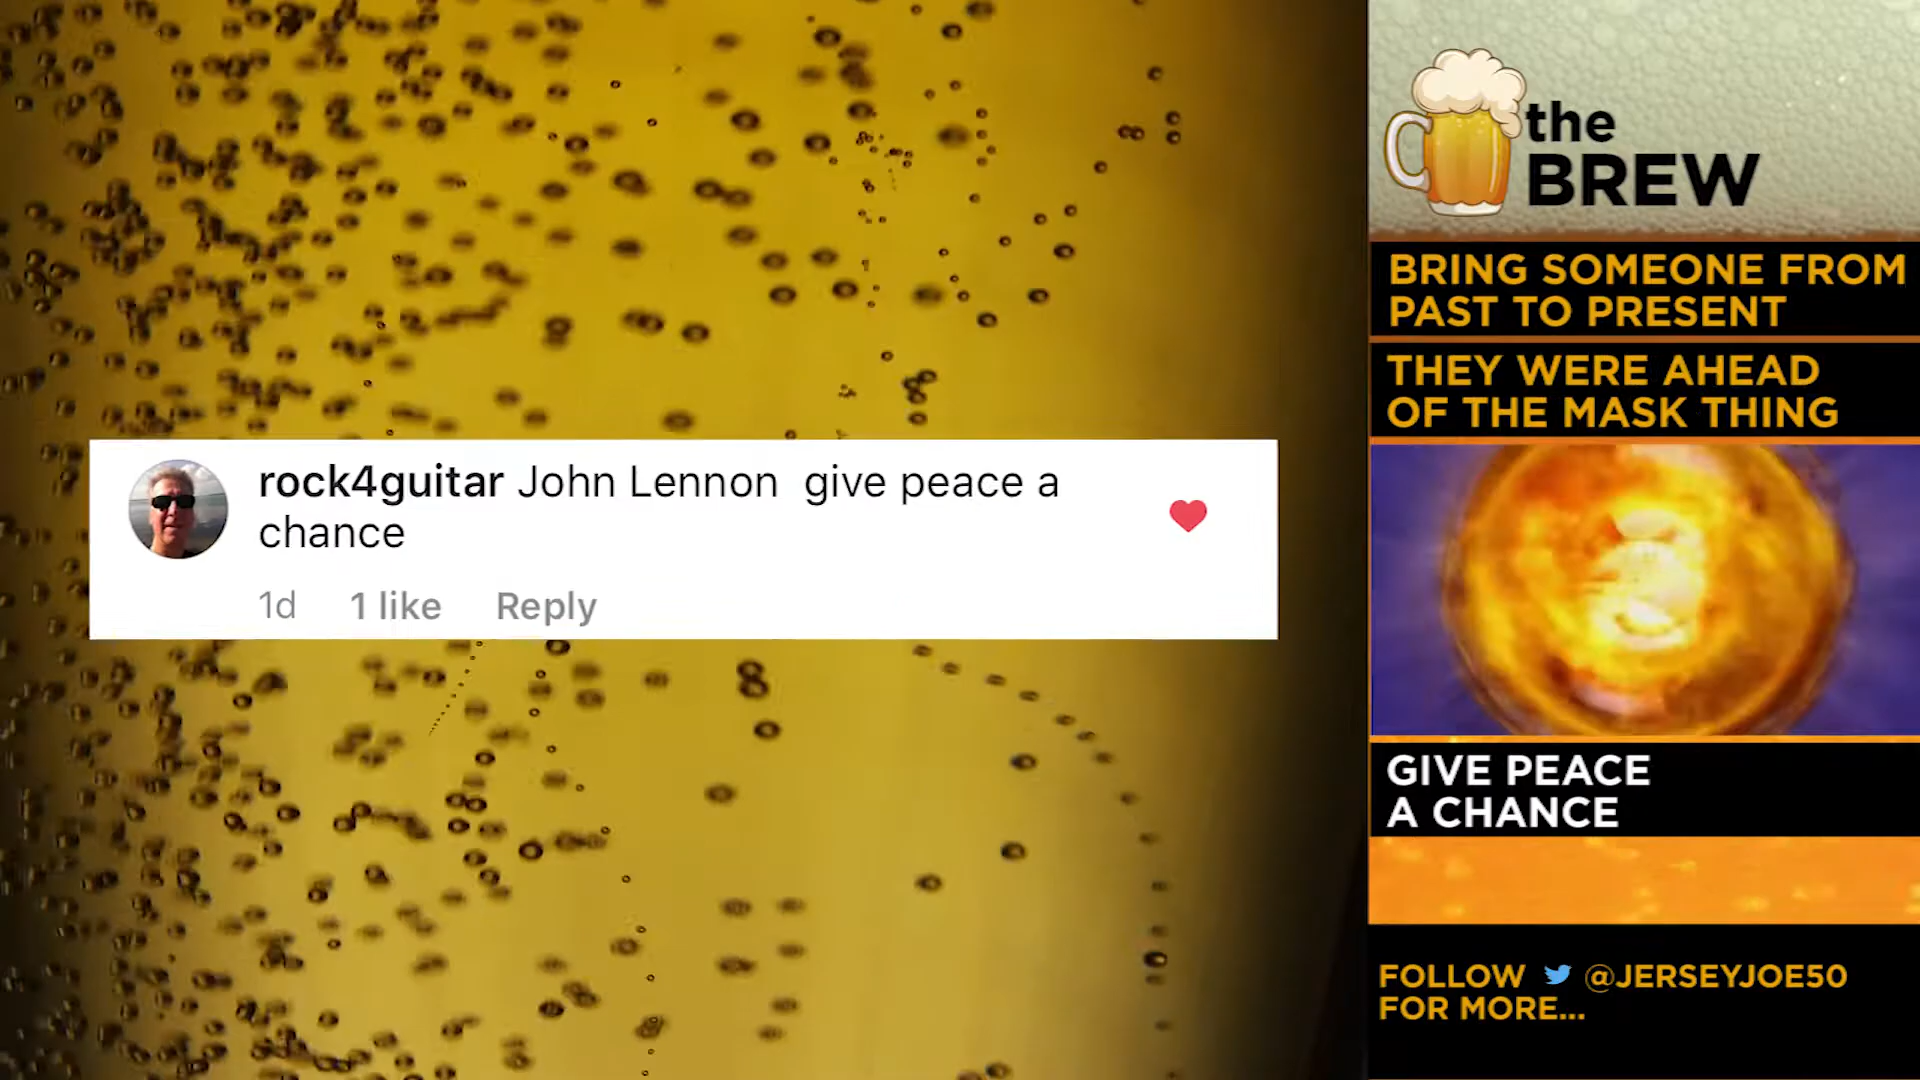 rock4guitar John Lennon  give peace a
chance
1d 1 like Reply
the
BREW
BRING SOMEONE FROM
PAST TO PRESENT
THEY WERE AHEAD
OF THE MASK THING
GIVE PEACE
A CHANCE
FOLLOW @JERSEYJOE50
FOR MORE...